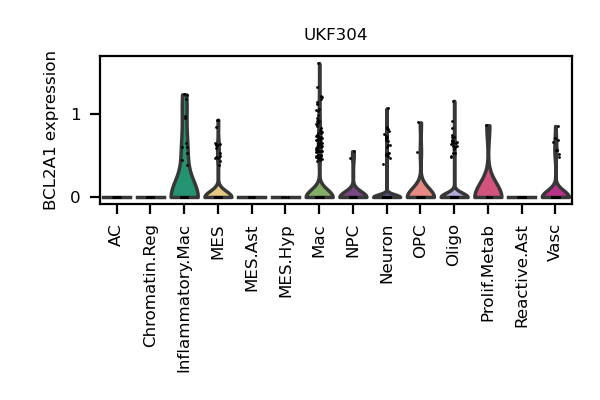 UKF304
BCL2A1 expression
1
0
AC
Chromatin.Reg
Inflammatory.Mac
MES
MES.Ast
MES.Hyp
Mac
NPC
Neuron
OPC
Oligo
Prolif.Metab
Reactive.Ast
Vasc